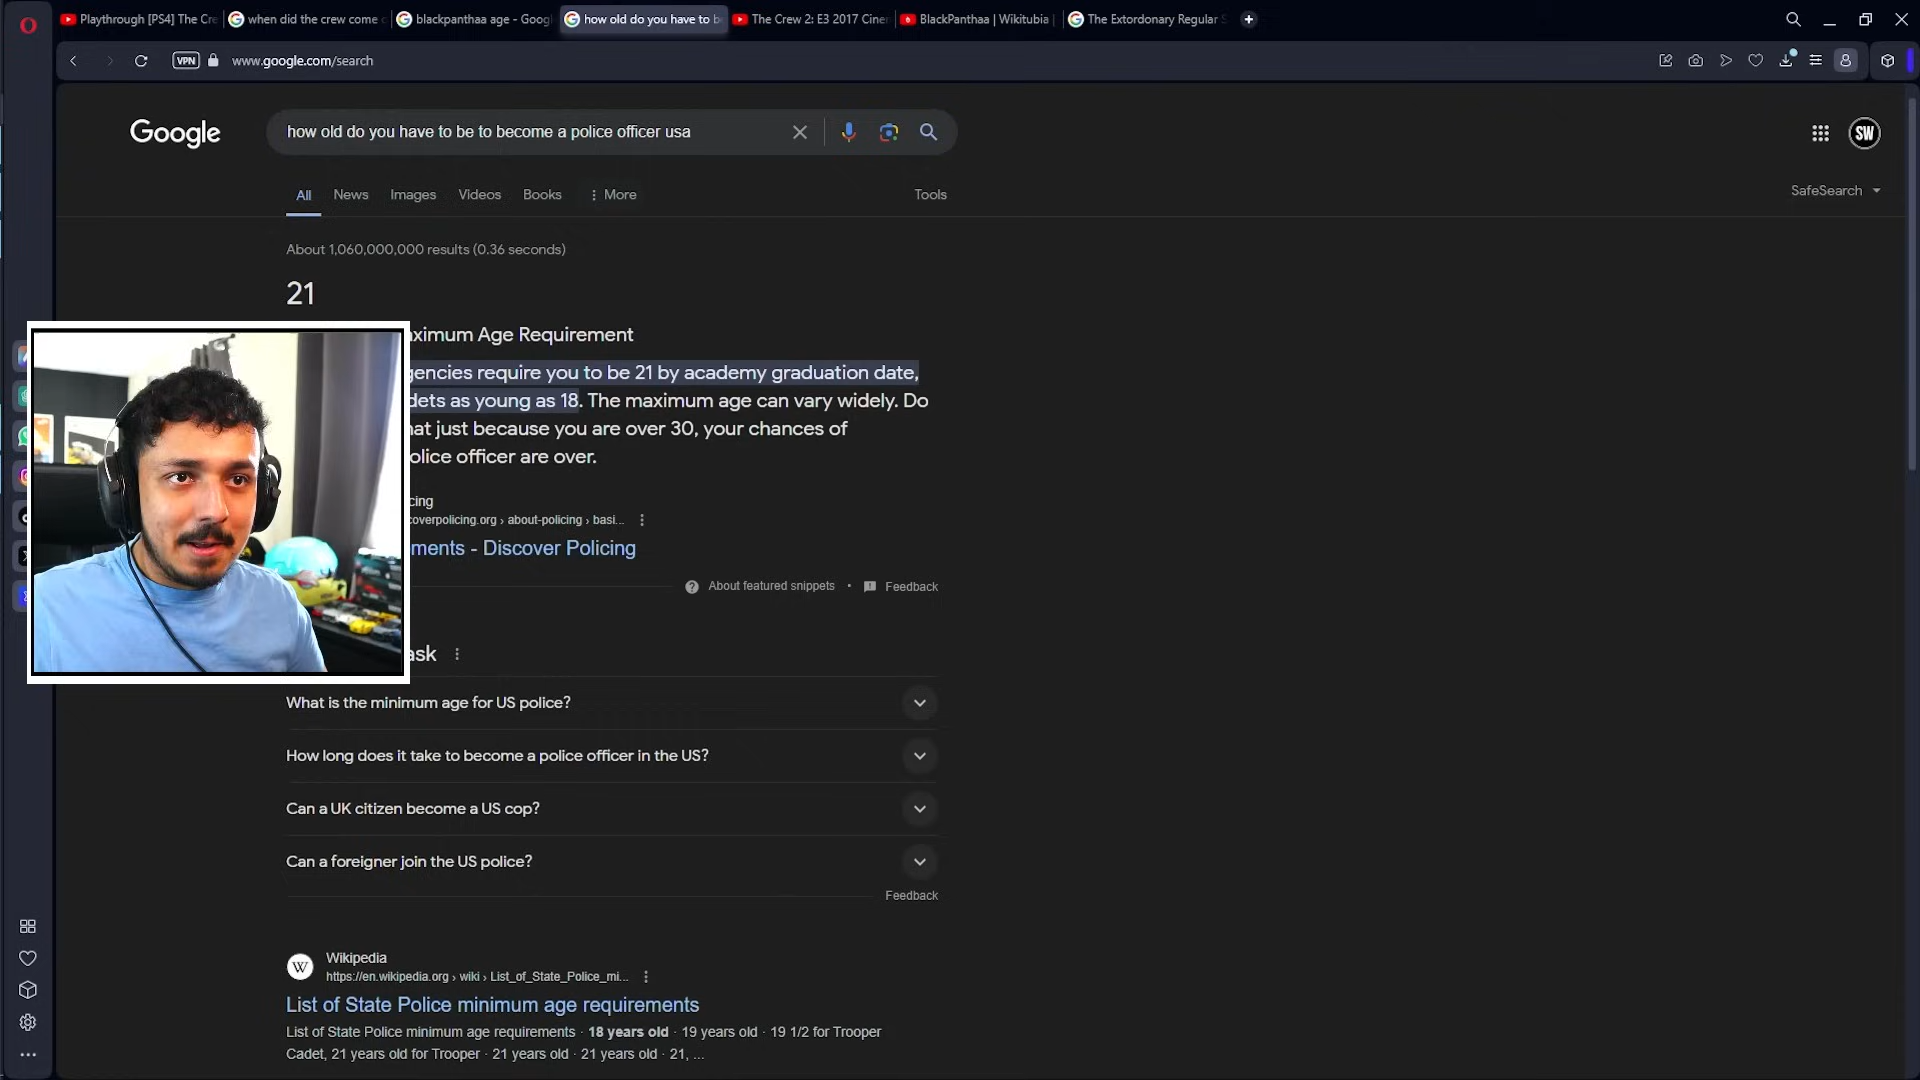 Playthrough [PS4] The Cre
when did the crew come
blackpanthaa age - Goog
how old do you have to b
The Crew 2: E3 2017 Cine
BlackPanthaa | Wikitubia |
The Extordonary Regular
VPN
www.google.com/search
Google
how old do you have to be to become a police officer usa
SW
All
News
Images
Videos
Books
More
Tools
SafeSearch
About 1,060,000,000 results (0.36 seconds)
21
ximum Age Requirement
gencies require you to be 21 by academy graduation date,
dets as young as 18. The maximum age can vary widely. Do
at just because you are over 30, your chances of
olice officer are over.
cing
coverpolicing.org › about-policing › basi...
ments - Discover Policing
About featured snippets
•
Feedback
ask
What is the minimum age for US police?
How long does it take to become a police officer in the US?
Can a UK citizen become a US cop?
Can a foreigner join the US police?
Feedback
W
Wikipedia
https://en.wikipedia.org › wiki › List_of_State_Police_mi...
List of State Police minimum age requirements
List of State Police minimum age requirements · 18 years old · 19 years old · 19 1/2 for Trooper
Cadet, 21 years old for Trooper · 21 years old · 21 years old · 21, ...